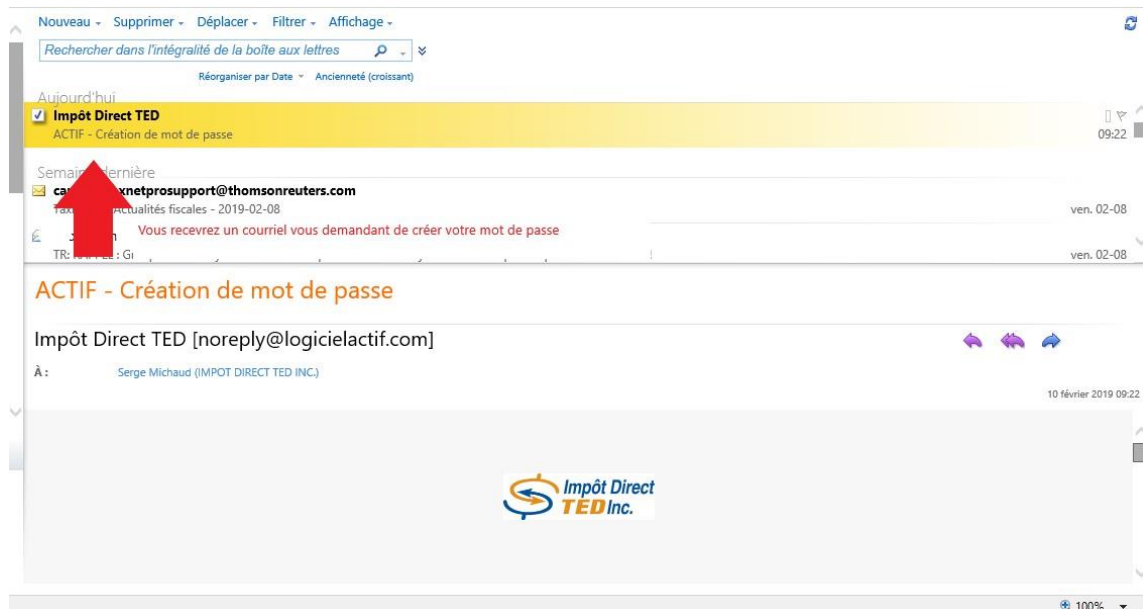 Nouveau Supprimer Déplacer Filtrer Affichage
Rechercher dans l'intégralité de la boîte aux lettres
Réorganiser par Date Ancienneté (croissant)
Aujourd'hui
Impôt Direct TED
ACTIF - Création de mot de passe
09:22
dernière
xnetprosupport@thomsonreuters.com
Actualités fiscales - 2019-02-08 ven. 02-08
Vous recevrez un courriel vous demandant de créer votre mot de passe
TR: ven. 02-08
ACTIF - Création de mot de passe
Impôt Direct TED [noreply@logicielactif.com]
À : Serge Michaud (IMPOT DIRECT TED INC.)
10 février 2019 09:22
Impôt Direct
TED Inc.
100%